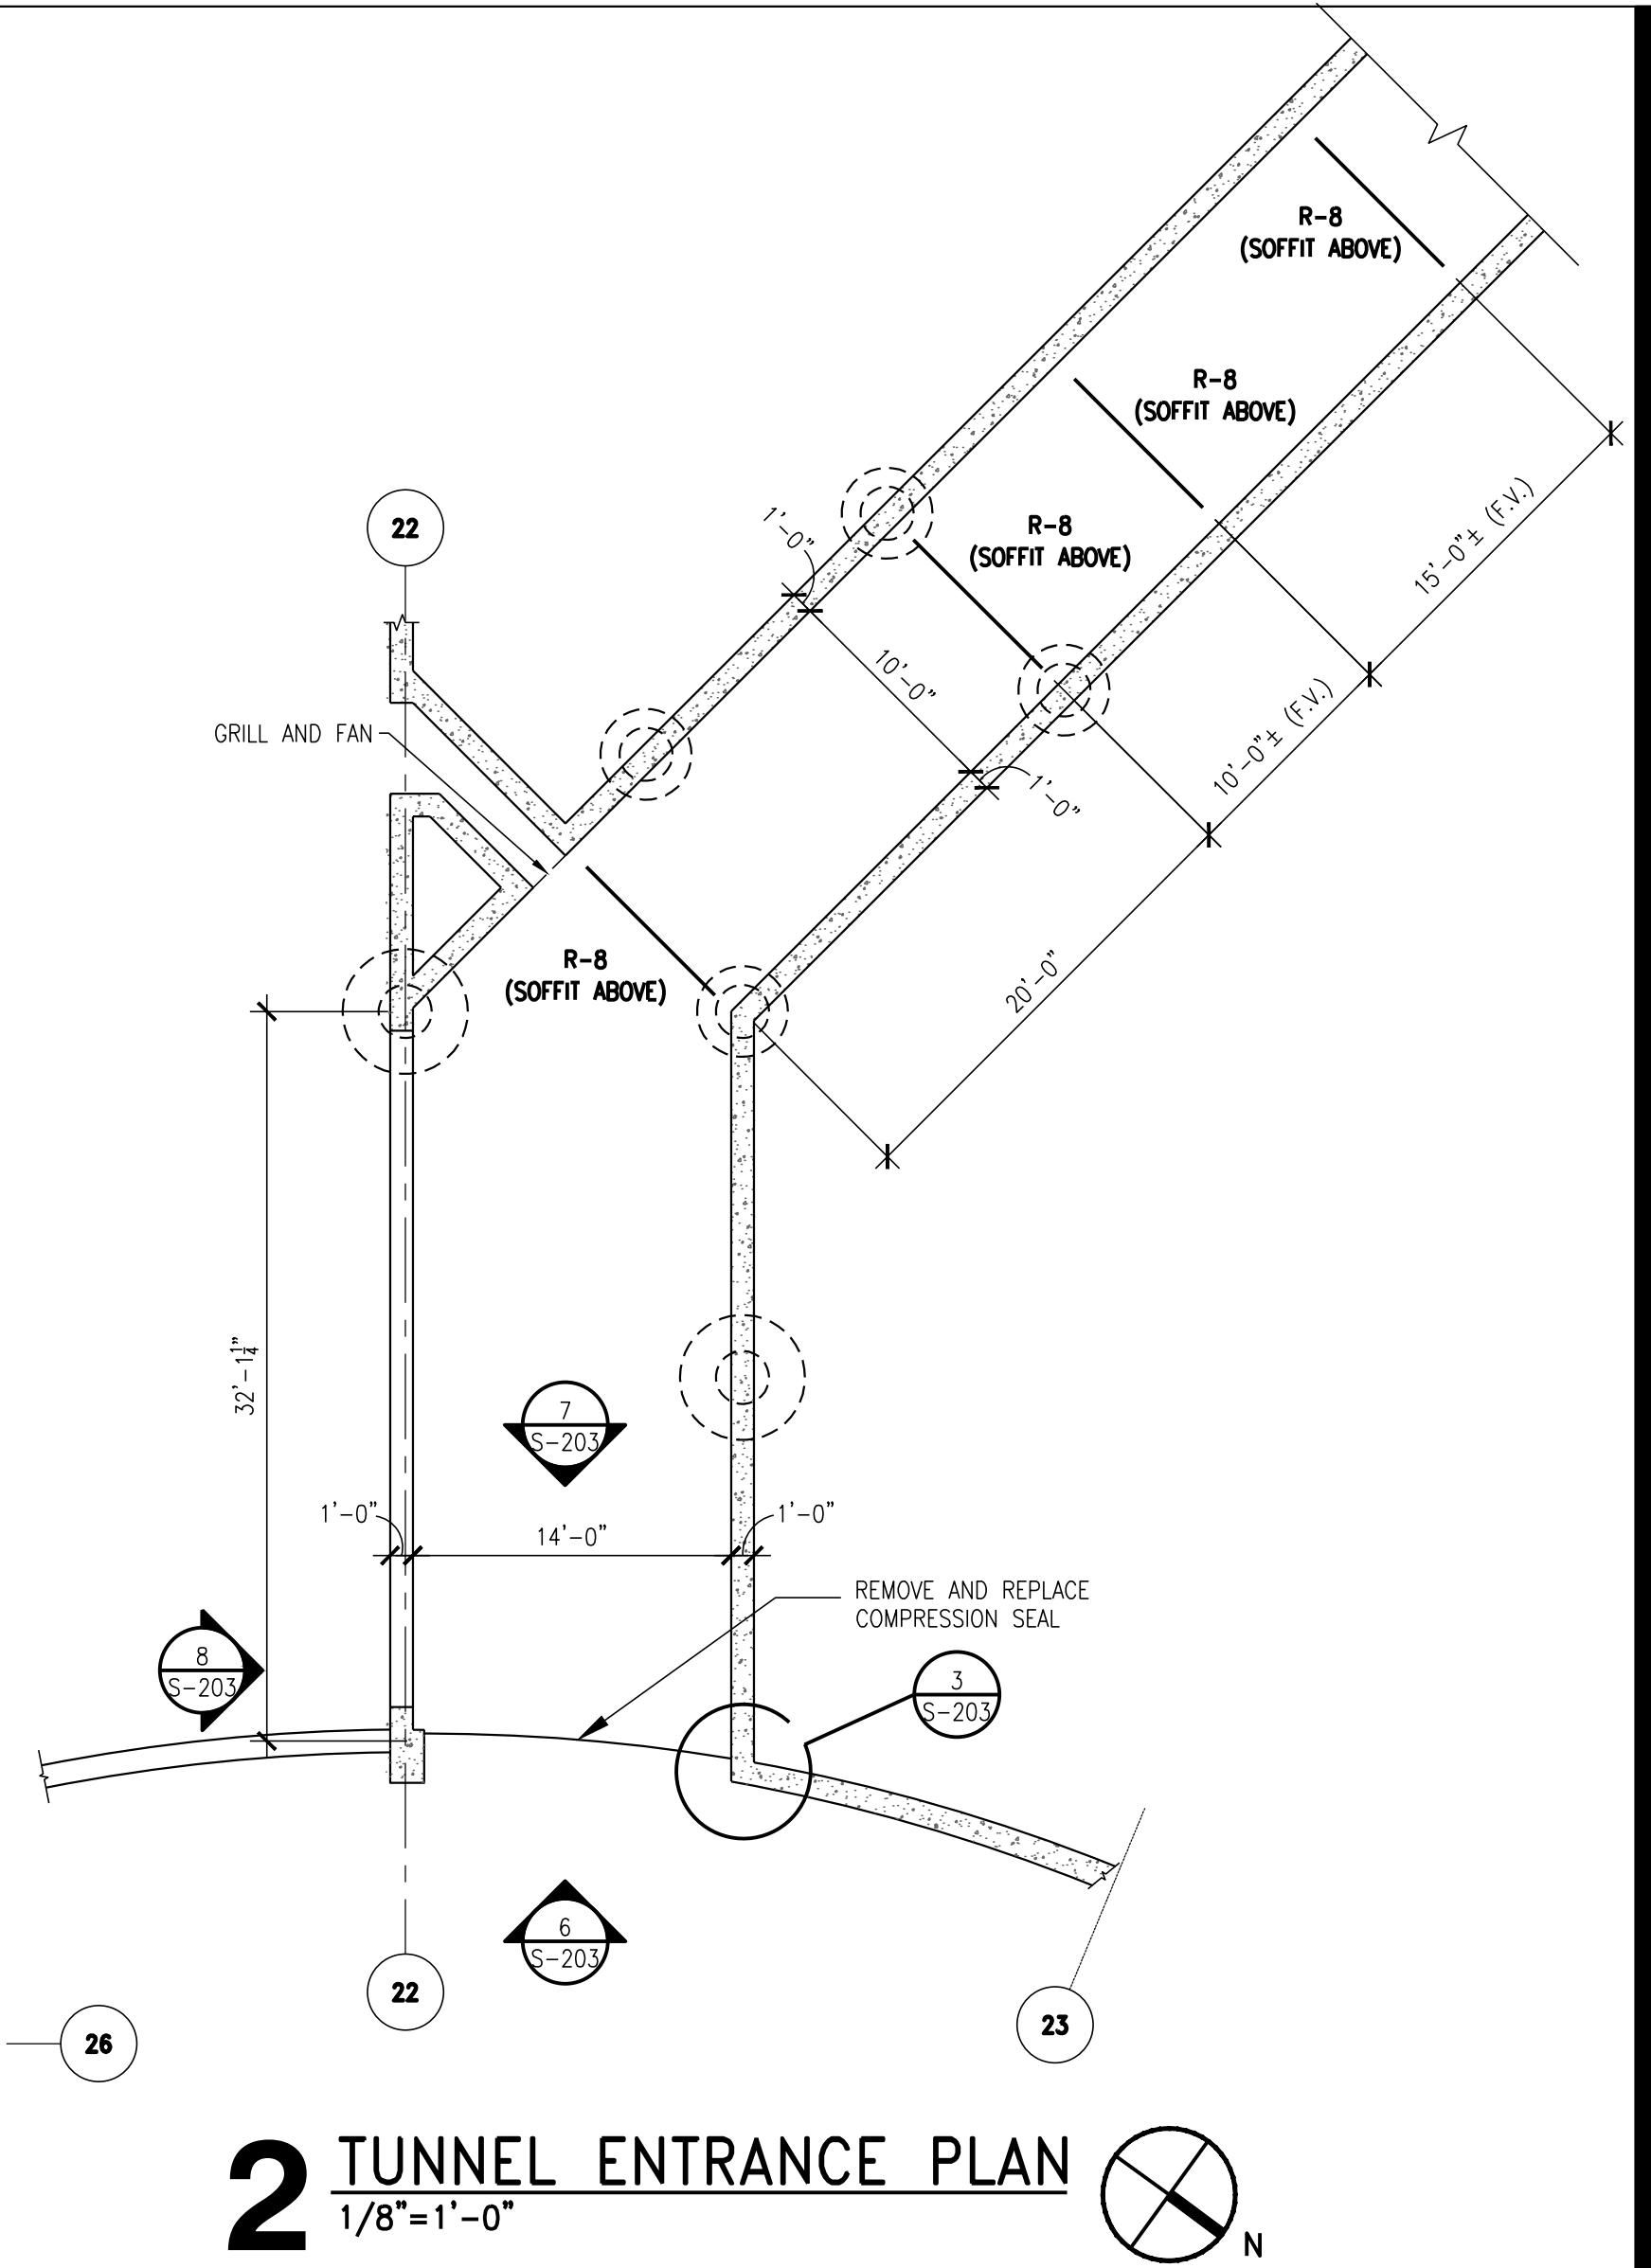 R-8
(SOFFIT ABOVE)
R-8
(SOFFIT ABOVE)
22
1'-0"
R-8
(SOFFIT ABOVE)
15'-0"± (F.V.)
10'-0"
GRILL AND FAN
10'-0"± (F.V.)
1'-0"
R-8
(SOFFIT ABOVE)
20'-0"
32'-1¼"
7
S-203
1'-0"
14'-0"
1'-0"
REMOVE AND REPLACE
COMPRESSION SEAL
8
S-203
3
S-203
6
S-203
22
23
26
2 TUNNEL ENTRANCE PLAN
1/8"=1'-0"
N